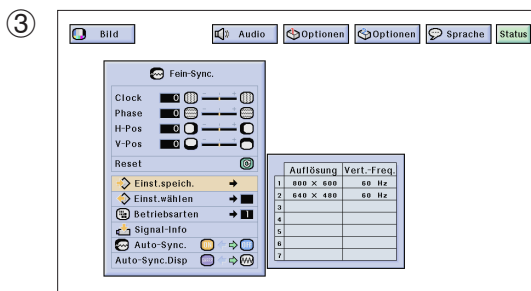 ③
Bild Audio Optionen Optionen Sprache Status
Fein-Sync.
Clock 0
Phase 0
H-Pos 0
V-Pos 0
Reset
Einst.speich.
Einst.wählen
Betriebsarten 1
Signal-Info
Auto-Sync.
Auto-Sync.Disp
Auflösung Vert.-Freq.
1 800 × 600 60 Hz
2 640 × 480 60 Hz
3
4
5
6
7